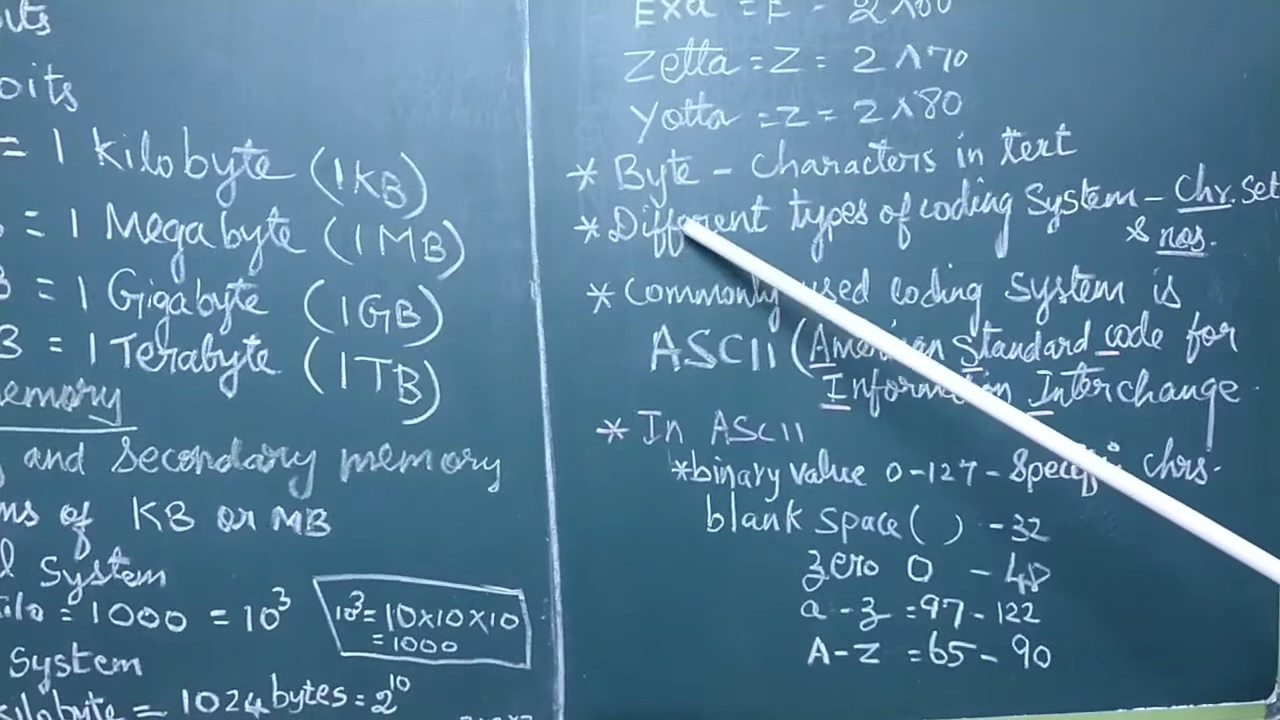 = 1 Kilobyte (1KB)
= 1 Megabyte (1MB)
B = 1 Gigabyte (1GB)
B = 1 Terabyte (1TB)
emory
and Secondary memory
ms of KB or MB
System
= 1000 = 10³
10³ = 10×10×10
= 1000
System
kilobyte = 1024 bytes = 2¹⁰
Exa = E = 2^60
Zetta = Z = 2^70
Yotta = Z = 2^80
* Byte - Characters in text
* Different types of coding System - Chr. Set
& nos.
* Commonly used coding System is
ASCII (American Standard code for
Information Interchange
* In ASCII
* binary value 0-127 - Specific Chrs.
blank space ( ) - 32
zero 0 - 48
a - z = 97 - 122
A - Z = 65 - 90